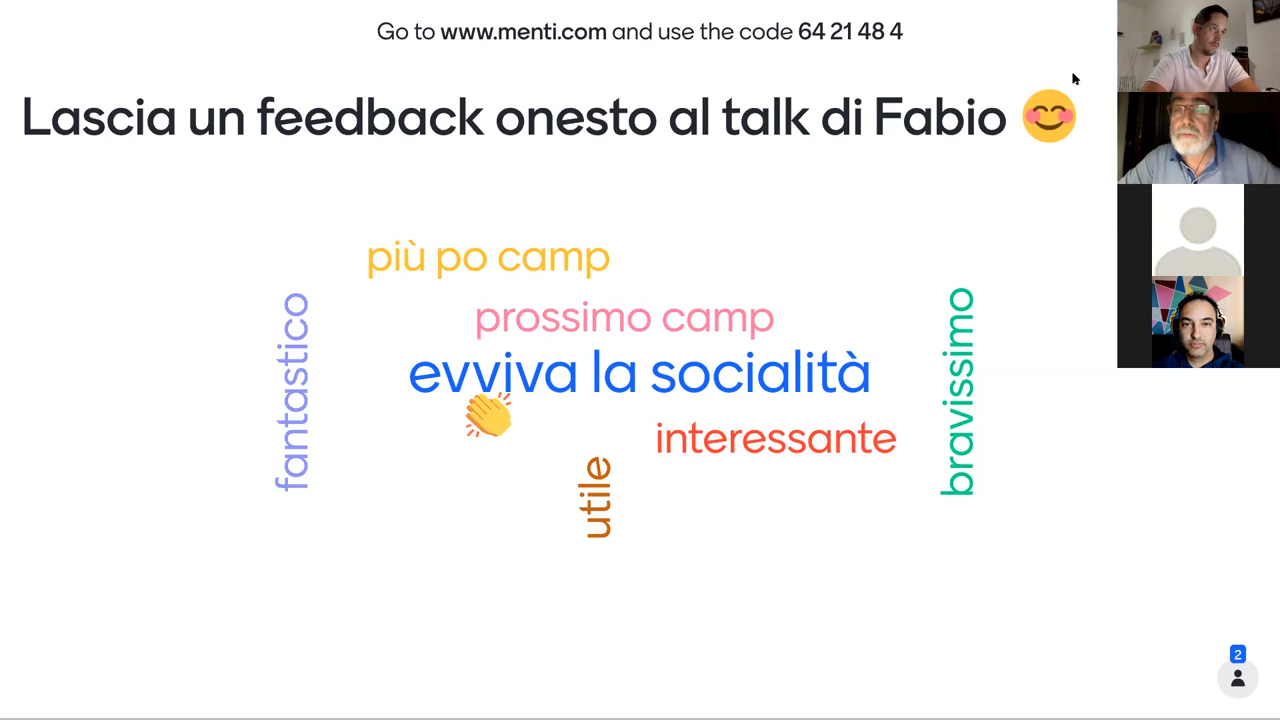 Go to www.menti.com and use the code 64 21 48 4
Lascia un feedback onesto al talk di Fabio 😊
più po camp
prossimo camp
fantastico
evviva la socialità
bravissimo
👏
interessante
utile
2